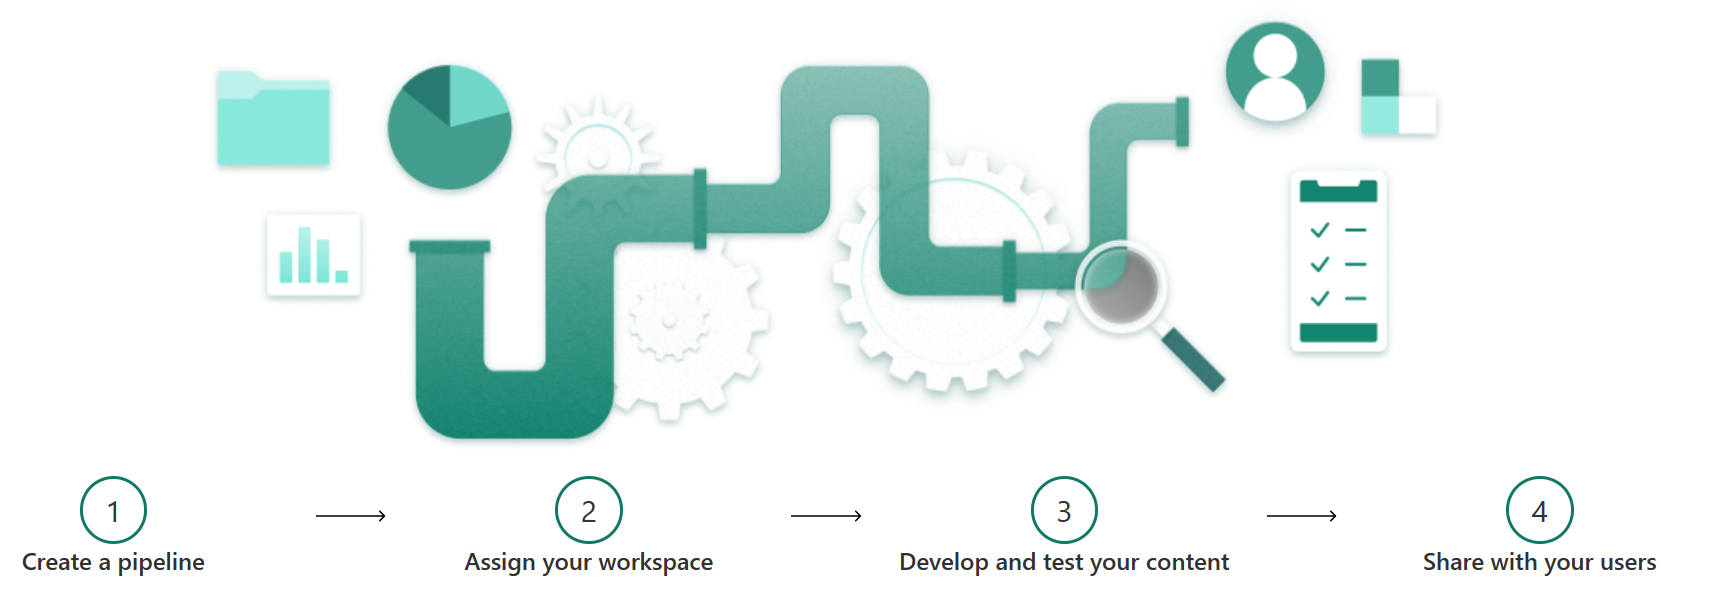 1
Create a pipeline
2
Assign your workspace
3
Develop and test your content
4
Share with your users